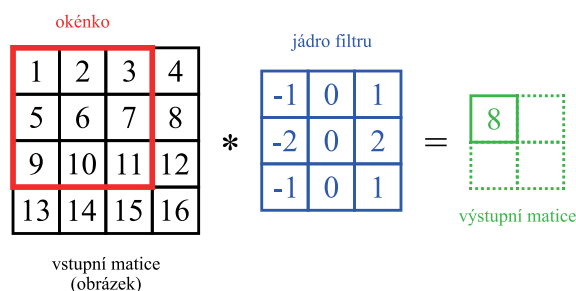 okénko
jádro filtru
1 2 3 4
5 6 7 8
9 10 11 12
13 14 15 16
*
-1 0 1
-2 0 2
-1 0 1
=
8
výstupní matice
vstupní matice
(obrázek)